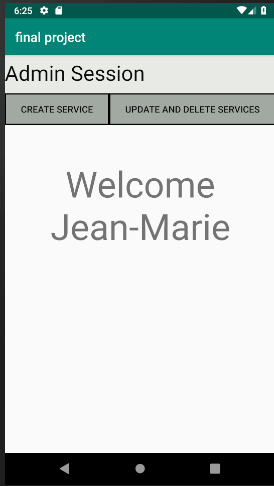 6:25
final project
Admin Session
CREATE SERVICE
UPDATE AND DELETE SERVICES
Welcome
Jean-Marie